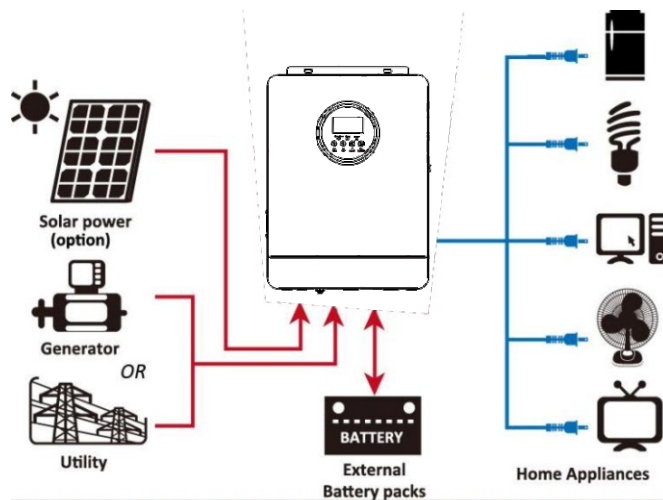 Solar power
(option)
Generator
OR
Utility
BATTERY
External
Battery packs
Home Appliances